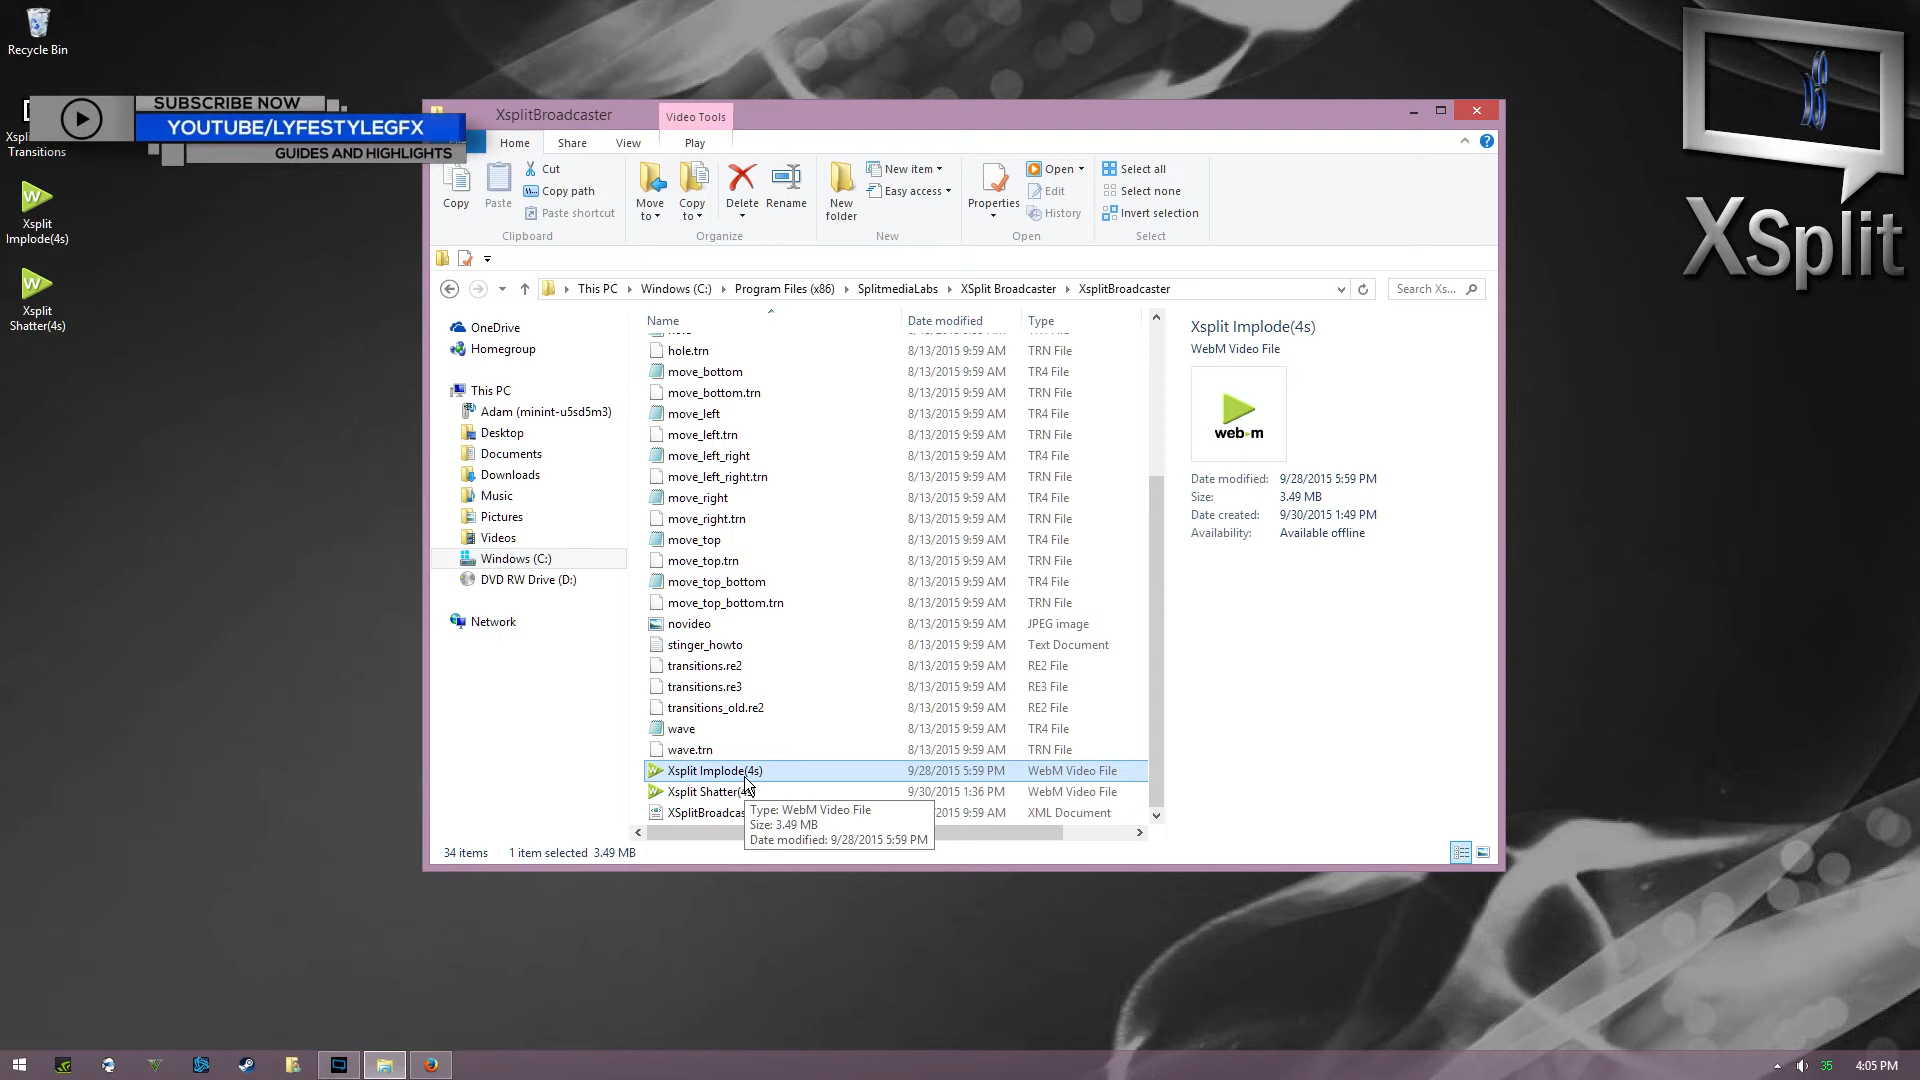 Recycle Bin
SUBSCRIBE NOW
YOUTUBE/LYFESTYLEGFX
GUIDES AND HIGHLIGHTS
Transitions
W
Xsplit
Implode(4s)
W
Xsplit
Shatter(4s)
XSplit
XsplitBroadcaster
Video Tools
Home
Share
View
Play
Copy
Paste
Cut
Copy path
Paste shortcut
Clipboard
Move
to
Copy
to
Delete
Rename
Organize
New
folder
New item
Easy access
New
Properties
Open
Edit
History
Open
Select all
Select none
Invert selection
Select
This PC
Windows (C:)
Program Files (x86)
SplitmediaLabs
XSplit Broadcaster
XsplitBroadcaster
Search Xs...
OneDrive
Homegroup
This PC
Adam (minint-u5sd5m3)
Desktop
Documents
Downloads
Music
Pictures
Videos
Windows (C:)
DVD RW Drive (D:)
Network
Name Date modified Type
hole.trn 8/13/2015 9:59 AM TRN File
move_bottom 8/13/2015 9:59 AM TR4 File
move_bottom.trn 8/13/2015 9:59 AM TRN File
move_left 8/13/2015 9:59 AM TR4 File
move_left.trn 8/13/2015 9:59 AM TRN File
move_left_right 8/13/2015 9:59 AM TR4 File
move_left_right.trn 8/13/2015 9:59 AM TRN File
move_right 8/13/2015 9:59 AM TR4 File
move_right.trn 8/13/2015 9:59 AM TRN File
move_top 8/13/2015 9:59 AM TR4 File
move_top.trn 8/13/2015 9:59 AM TRN File
move_top_bottom 8/13/2015 9:59 AM TR4 File
move_top_bottom.trn 8/13/2015 9:59 AM TRN File
novideo 8/13/2015 9:59 AM JPEG image
stinger_howto 8/13/2015 9:59 AM Text Document
transitions.re2 8/13/2015 9:59 AM RE2 File
transitions.re3 8/13/2015 9:59 AM RE3 File
transitions_old.re2 8/13/2015 9:59 AM RE2 File
wave 8/13/2015 9:59 AM TR4 File
wave.trn 8/13/2015 9:59 AM TRN File
Xsplit Implode(4s) 9/28/2015 5:59 PM WebM Video File
Xsplit Shatter(4s) 9/30/2015 1:36 PM WebM Video File
XSplitBroadcas 2015 9:59 AM XML Document
Type: WebM Video File
Size: 3.49 MB
Date modified: 9/28/2015 5:59 PM
Xsplit Implode(4s)
WebM Video File
webm
Date modified: 9/28/2015 5:59 PM
Size: 3.49 MB
Date created: 9/30/2015 1:49 PM
Availability: Available offline
34 items 1 item selected 3.49 MB
35 4:05 PM